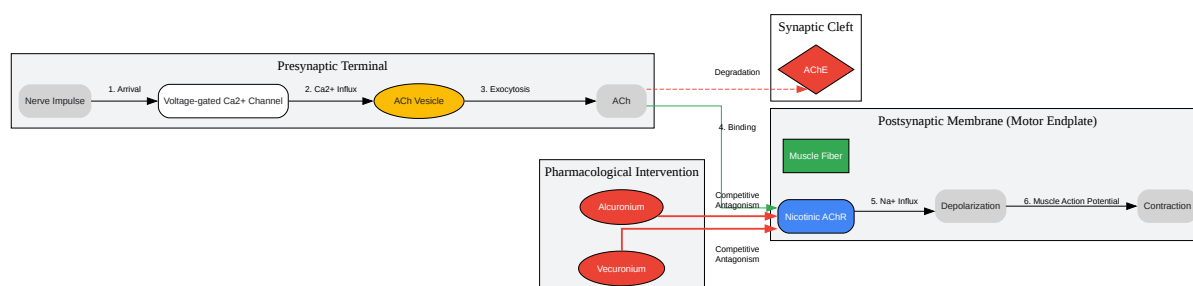 Synaptic Cleft
AChE
Degradation
Presynaptic Terminal
Nerve Impulse
1. Arrival
Voltage-gated Ca2+ Channel
2. Ca2+ Influx
ACh Vesicle
3. Exocytosis
ACh
4. Binding
Postsynaptic Membrane (Motor Endplate)
Muscle Fiber
Nicotinic AChR
5. Na+ Influx
Depolarization
6. Muscle Action Potential
Contraction
Pharmacological Intervention
Alcuronium
Competitive
Antagonism
Vecuronium
Competitive
Antagonism